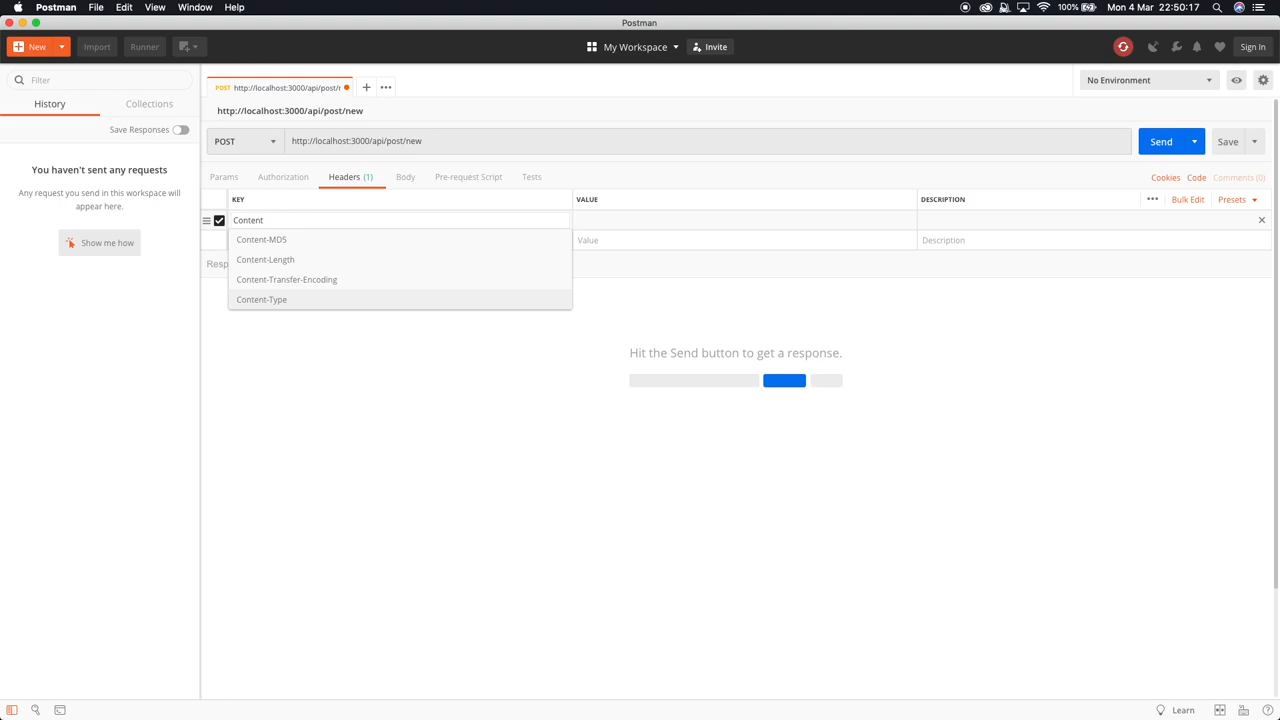 Postman File Edit View Window Help 100% Mon 4 Mar 22:50:17
Postman
New Import Runner My Workspace Invite Sign In
Filter
POST http://localhost:3000/api/post/r
No Environment
History Collections
http://localhost:3000/api/post/new
Save Responses
POST http://localhost:3000/api/post/new Send Save
You haven't sent any requests
Any request you send in this workspace will
appear here.
Show me how
Params Authorization Headers (1) Body Pre-request Script Tests Cookies Code Comments (0)
KEY VALUE DESCRIPTION Bulk Edit Presets
Content
Content-MD5 Value Description
Content-Length
Resp
Content-Transfer-Encoding
Content-Type
Hit the Send button to get a response.
Learn